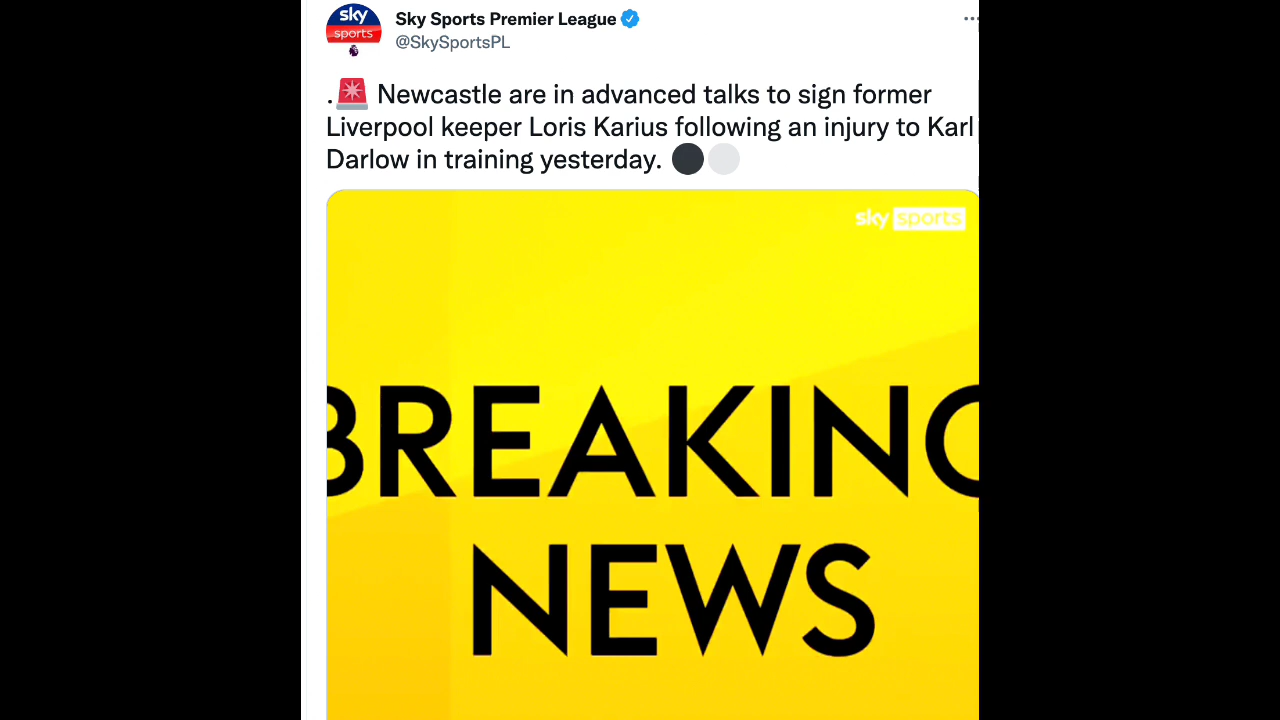 sky
sports
Sky Sports Premier League
@SkySportsPL
.🚨 Newcastle are in advanced talks to sign former
Liverpool keeper Loris Karius following an injury to Karl
Darlow in training yesterday. ⚫⚪
sky sports
BREAKING
NEWS